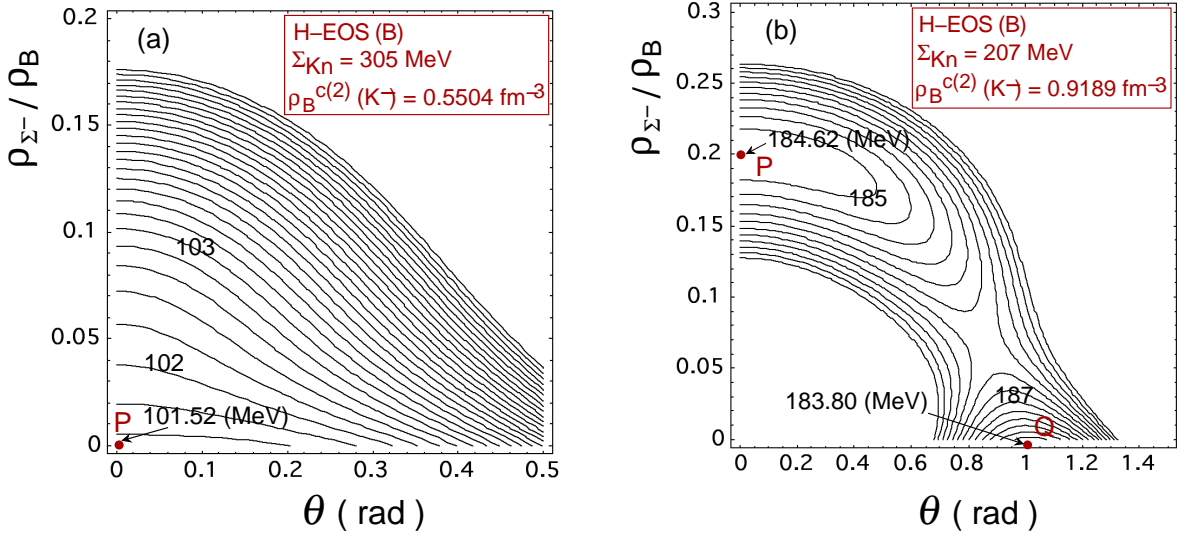 (a)
H–EOS (B)
ΣKn = 305 MeV
ρB c(2) (K–) = 0.5504 fm–3
ρΣ– / ρB
0.2
0.15
0.1
0.05
0
103
102
101.52 (MeV)
P
0
0.1
0.2
0.3
0.4
0.5
θ ( rad )
(b)
H–EOS (B)
ΣKn = 207 MeV
ρB c(2) (K–) = 0.9189 fm–3
ρΣ– / ρB
0.3
0.25
0.2
0.15
0.1
0.05
0
184.62 (MeV)
P
185
187
183.80 (MeV)
Q
0
0.2
0.4
0.6
0.8
1
1.2
1.4
θ ( rad )